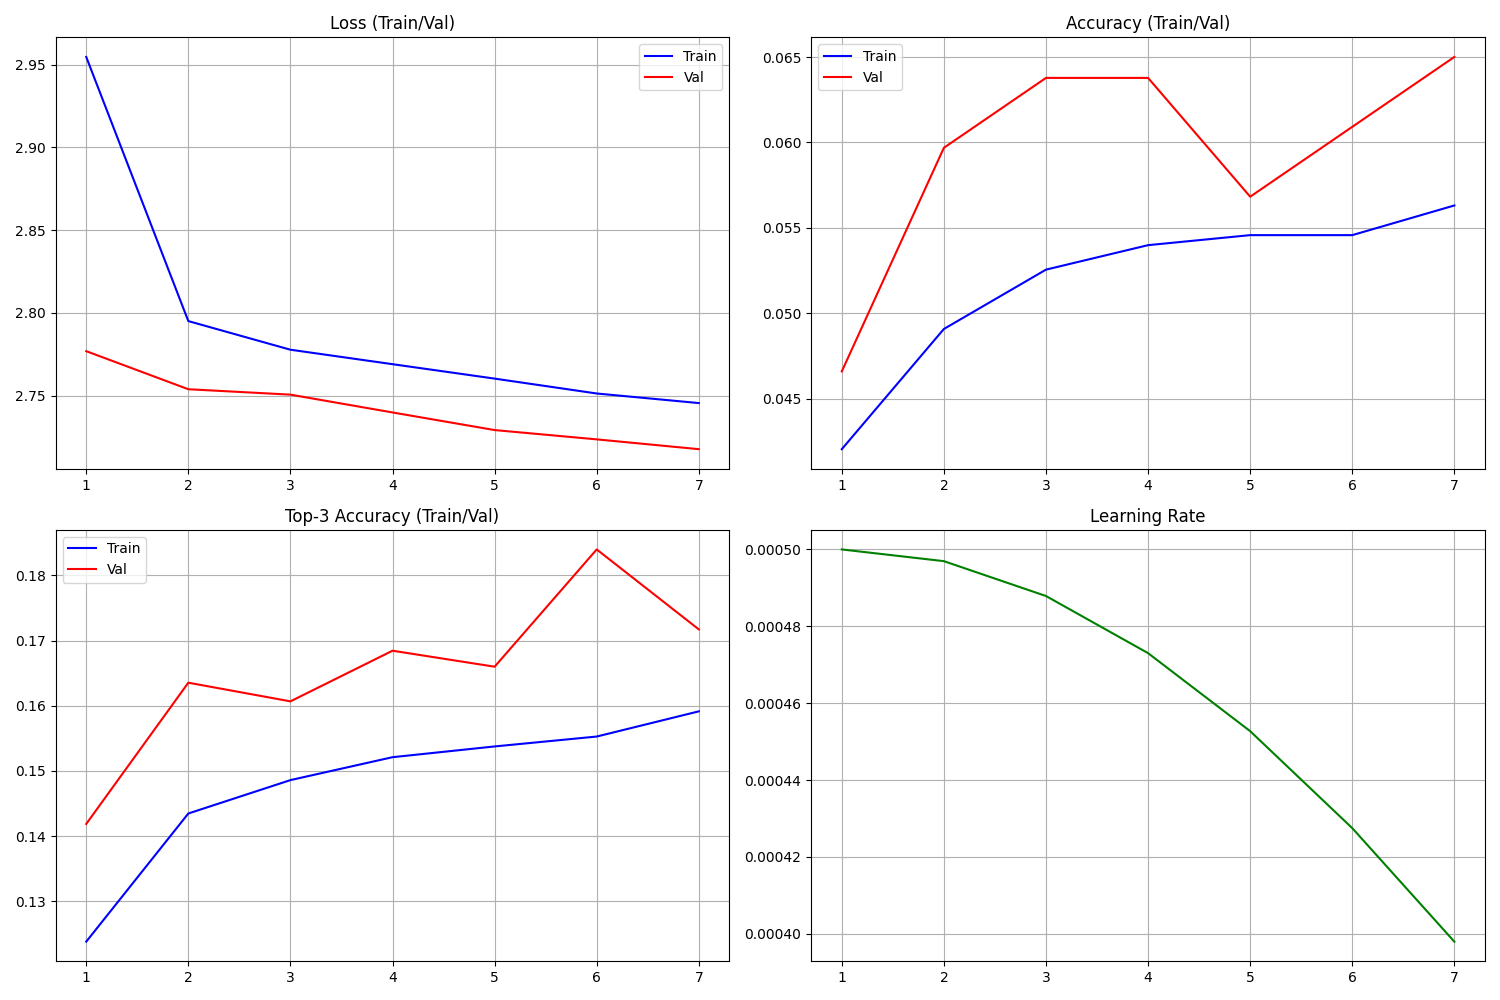 Loss (Train/Val)
Train
Val
2.95
2.90
2.85
2.80
2.75
1 2 3 4 5 6 7
Accuracy (Train/Val)
Train
Val
0.065
0.060
0.055
0.050
0.045
1 2 3 4 5 6 7
Top-3 Accuracy (Train/Val)
Train
Val
0.18
0.17
0.16
0.15
0.14
0.13
1 2 3 4 5 6 7
Learning Rate
0.00050
0.00048
0.00046
0.00044
0.00042
0.00040
1 2 3 4 5 6 7